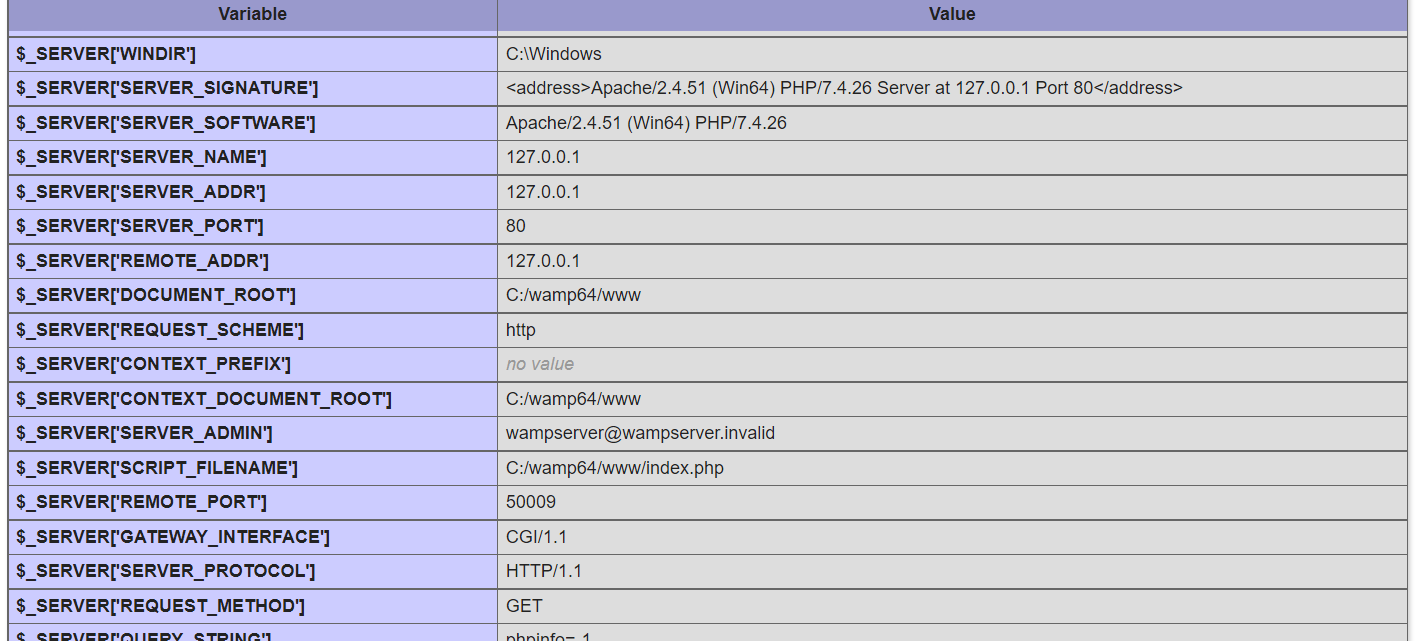 Variable Value
$_SERVER['WINDIR'] C:\Windows
$_SERVER['SERVER_SIGNATURE'] <address>Apache/2.4.51 (Win64) PHP/7.4.26 Server at 127.0.0.1 Port 80</address>
$_SERVER['SERVER_SOFTWARE'] Apache/2.4.51 (Win64) PHP/7.4.26
$_SERVER['SERVER_NAME'] 127.0.0.1
$_SERVER['SERVER_ADDR'] 127.0.0.1
$_SERVER['SERVER_PORT'] 80
$_SERVER['REMOTE_ADDR'] 127.0.0.1
$_SERVER['DOCUMENT_ROOT'] C:/wamp64/www
$_SERVER['REQUEST_SCHEME'] http
$_SERVER['CONTEXT_PREFIX'] no value
$_SERVER['CONTEXT_DOCUMENT_ROOT'] C:/wamp64/www
$_SERVER['SERVER_ADMIN'] wampserver@wampserver.invalid
$_SERVER['SCRIPT_FILENAME'] C:/wamp64/www/index.php
$_SERVER['REMOTE_PORT'] 50009
$_SERVER['GATEWAY_INTERFACE'] CGI/1.1
$_SERVER['SERVER_PROTOCOL'] HTTP/1.1
$_SERVER['REQUEST_METHOD'] GET
$_SERVER['QUERY_STRING'] phpinfo=-1